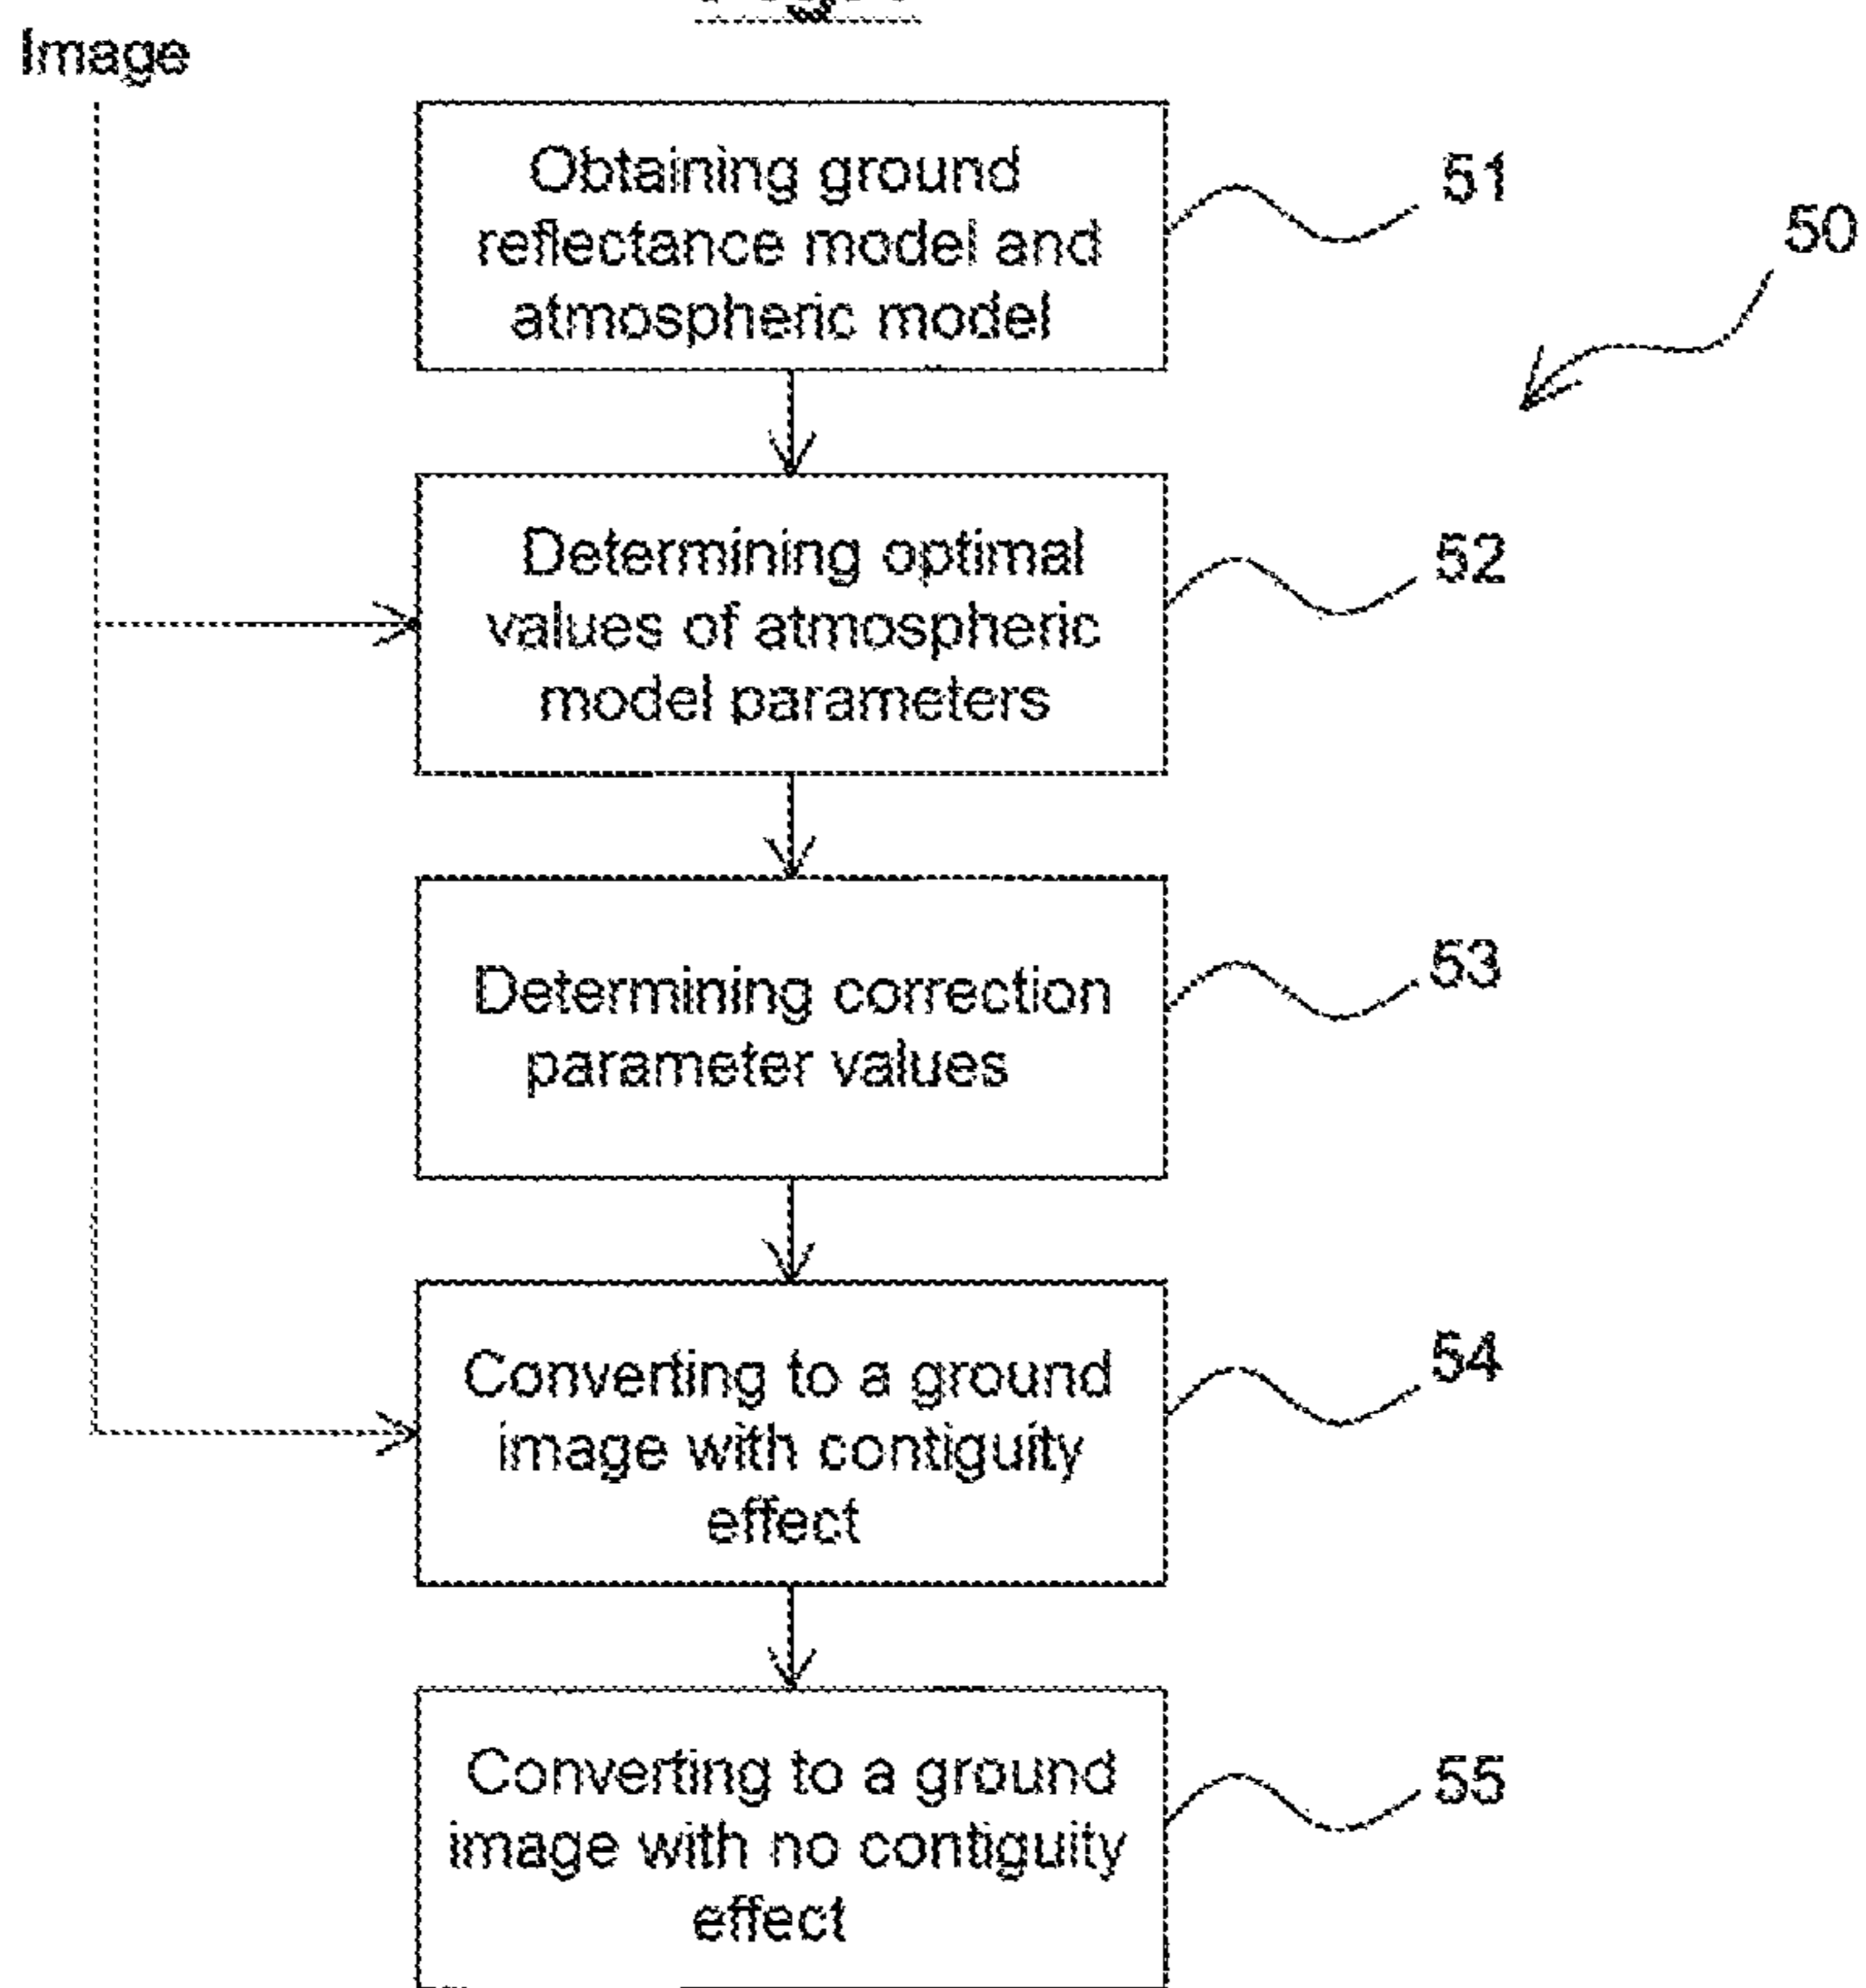 Image
Obtaining ground
reflectance model and
atmospheric model
51
50
Determining optimal
values of atmospheric
model parameters
52
Determining correction
parameter values
53
Converting to a ground
image with contiguity
effect
54
Converting to a ground
image with no contiguity
effect
55